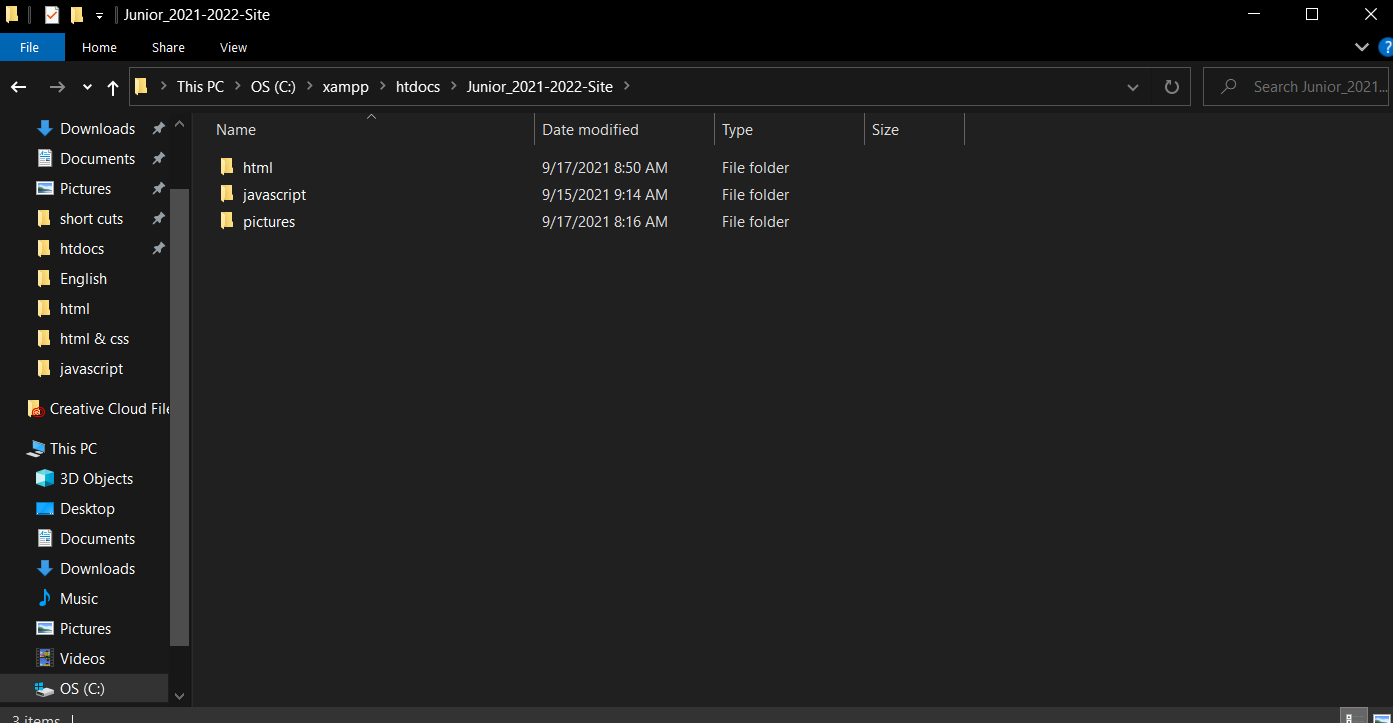 Junior_2021-2022-Site
File Home Share View
?
This PC > OS (C:) > xampp > htdocs > Junior_2021-2022-Site >
Search Junior_2021...
Name Date modified Type Size
html 9/17/2021 8:50 AM File folder
javascript 9/15/2021 9:14 AM File folder
pictures 9/17/2021 8:16 AM File folder
Downloads
Documents
Pictures
short cuts
htdocs
English
html
html & css
javascript
Creative Cloud File
This PC
3D Objects
Desktop
Documents
Downloads
Music
Pictures
Videos
OS (C:)
3 items